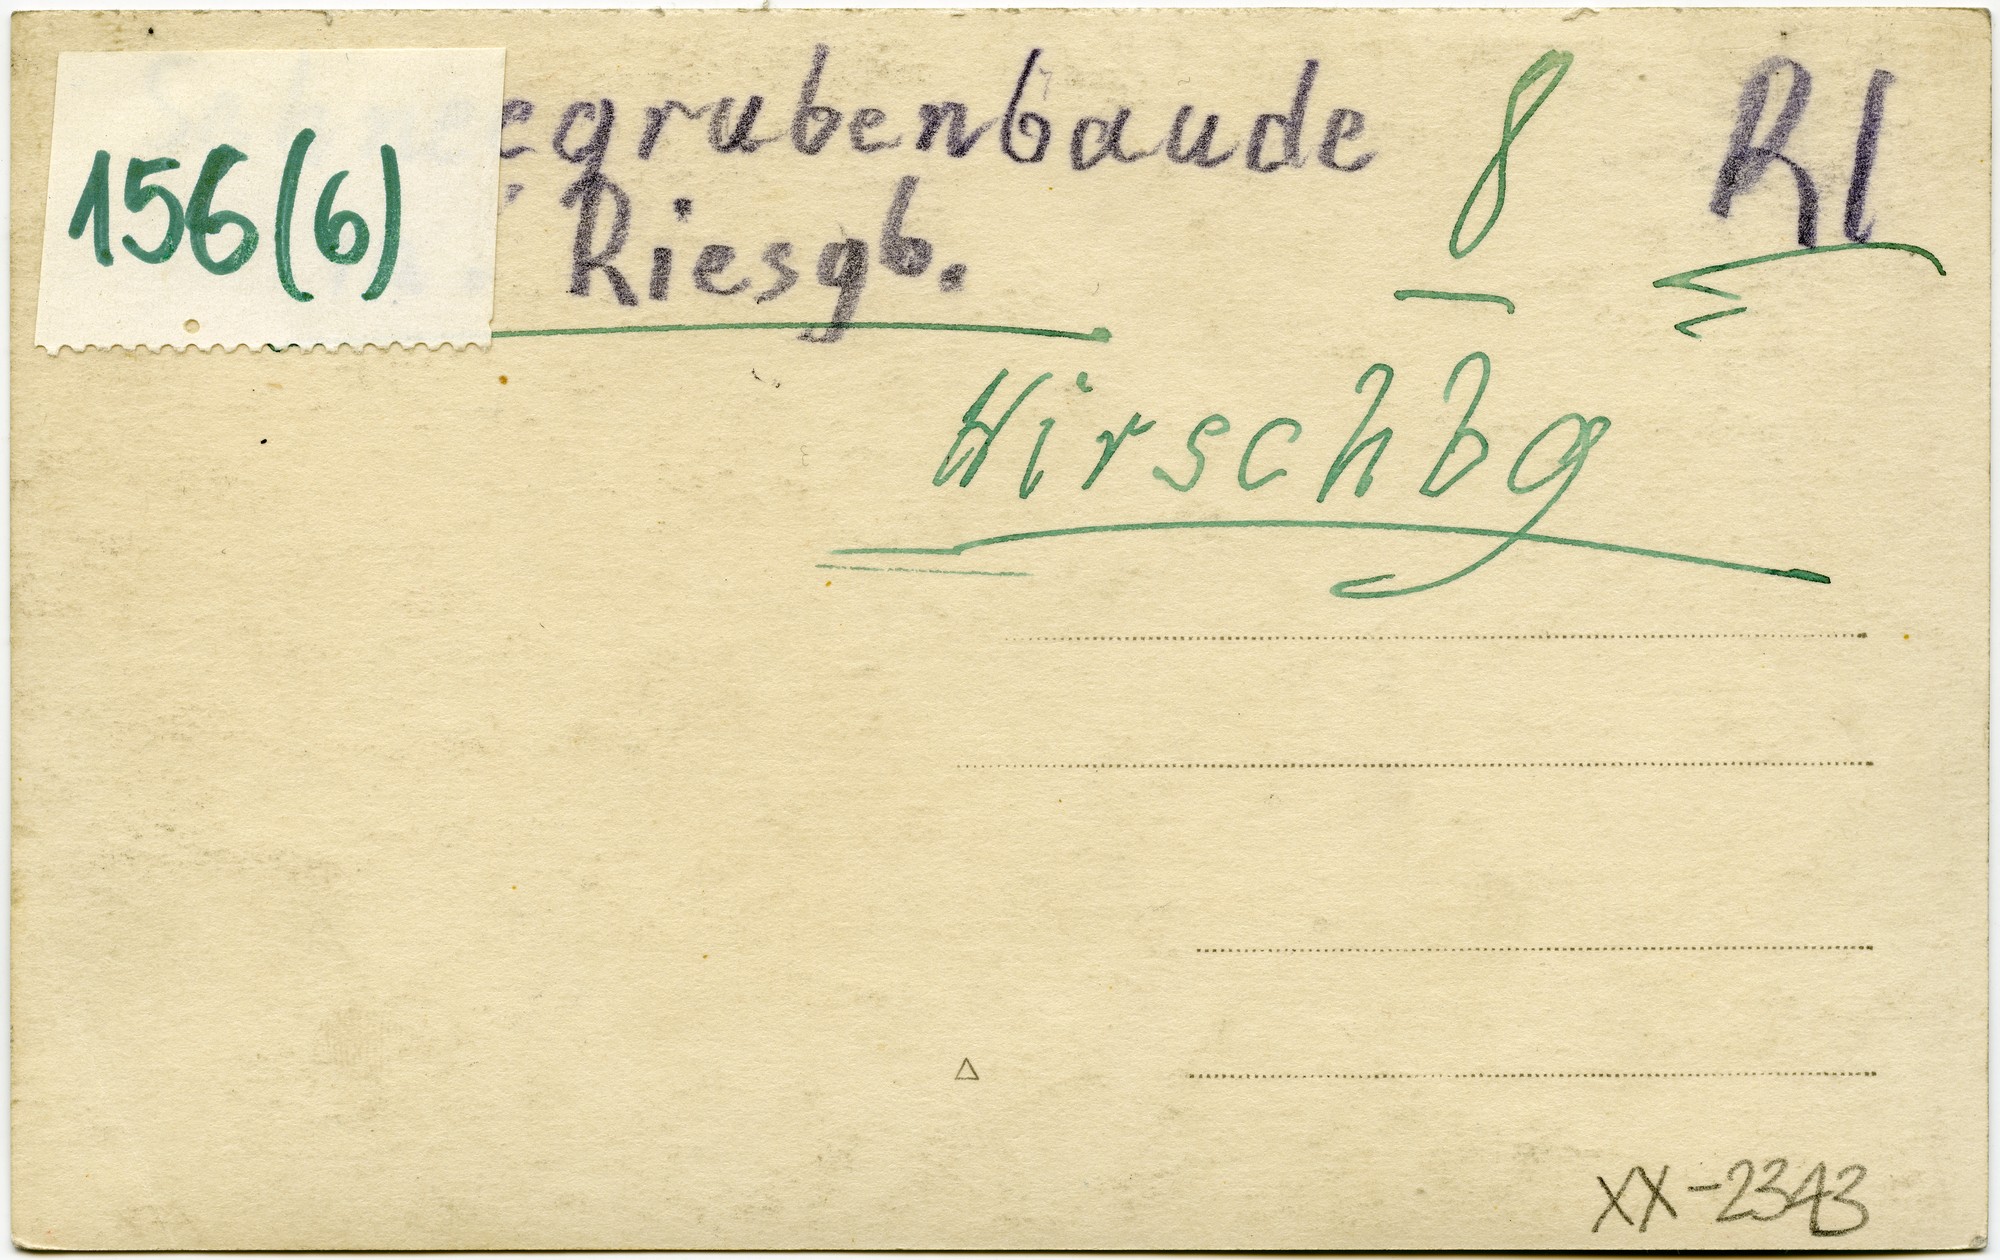 156(6)
egrubenbaude 8 Rl
Riesgb.
Hirschbg
XX-2343